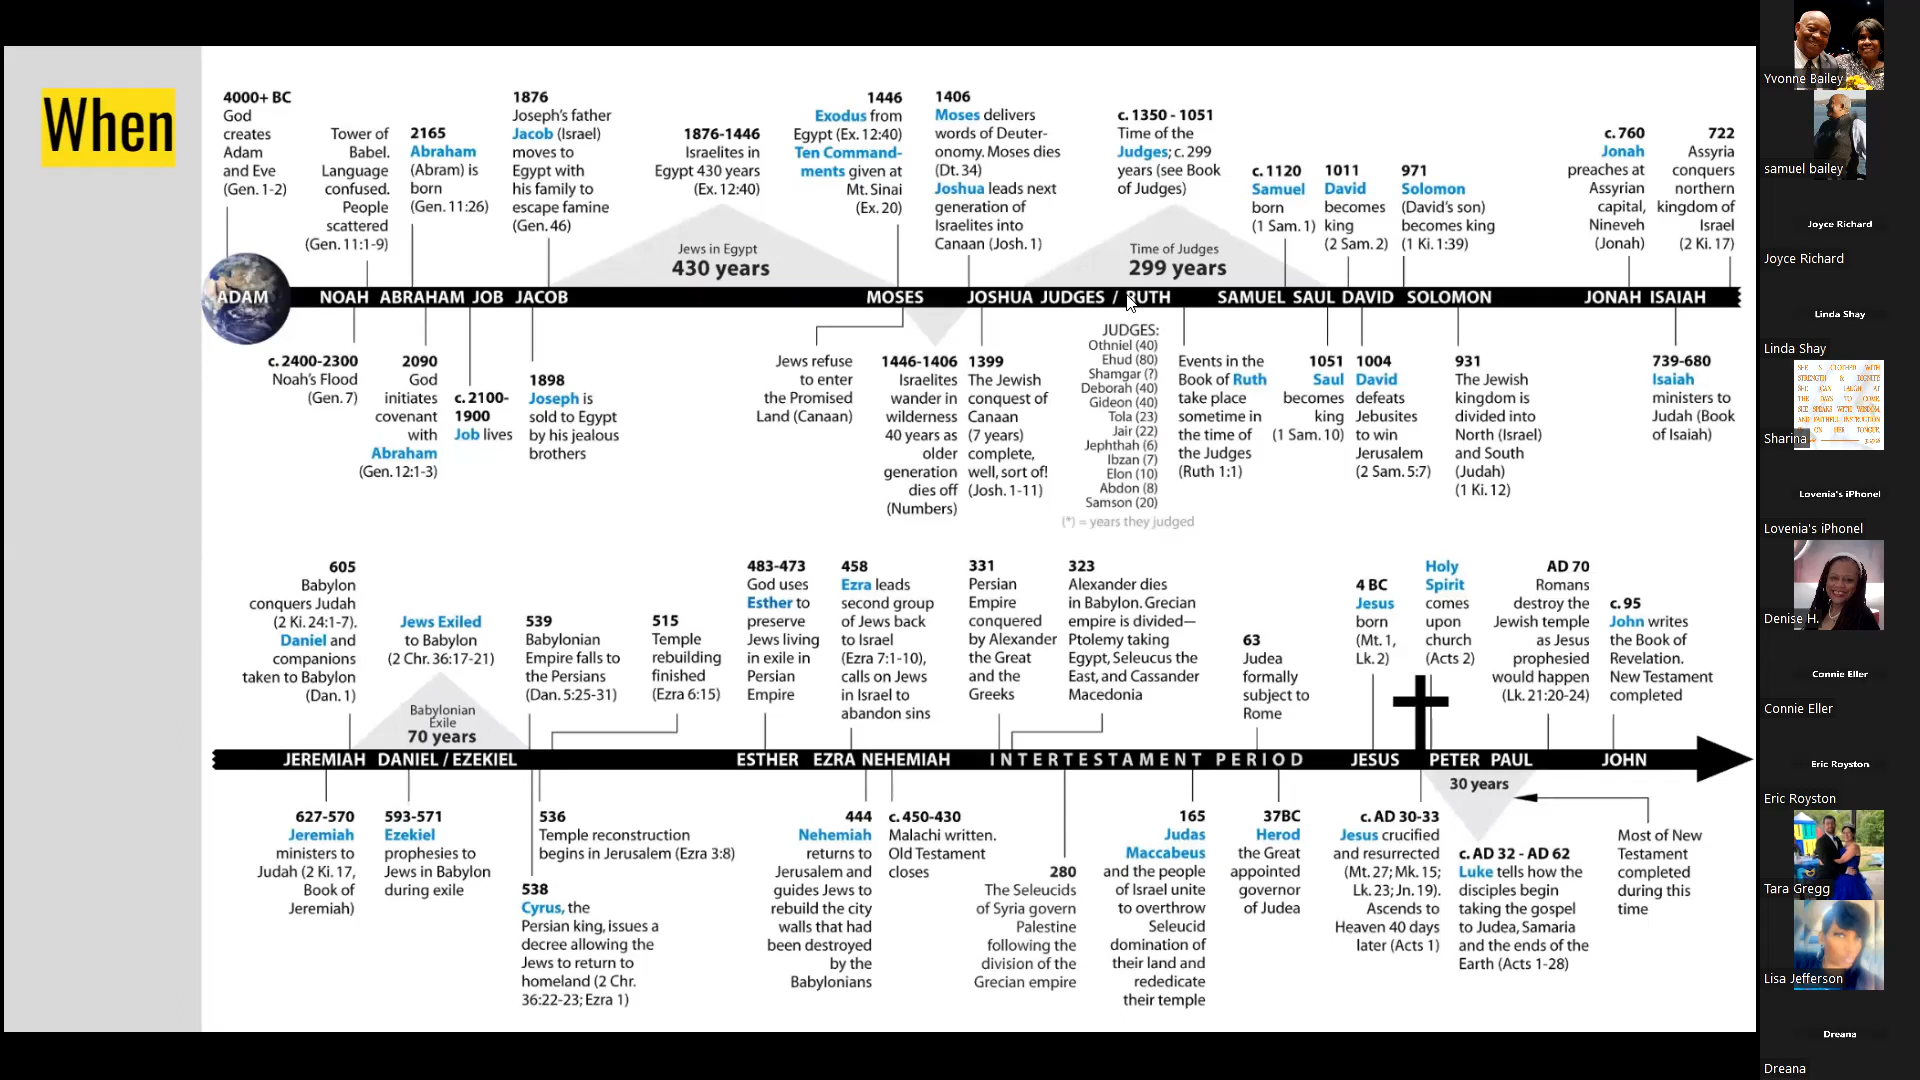 When
4000+ BC
God
creates
Adam
and Eve
(Gen. 1-2)
Tower of
Babel.
Language
confused.
People
scattered
(Gen. 11:1-9)
2165
Abraham
(Abram) is
born
(Gen. 11:26)
1876
Joseph's father
Jacob (Israel)
moves to
Egypt with
his family to
escape famine
(Gen. 46)
1876-1446
Israelites in
Egypt 430 years
(Ex. 12:40)
Jews in Egypt
430 years
1446
Exodus from
Egypt (Ex. 12:40)
Ten Command-
ments given at
Mt. Sinai
(Ex. 20)
1406
Moses delivers
words of Deuter-
onomy. Moses dies
(Dt. 34)
Joshua leads next
generation of
Israelites into
Canaan (Josh. 1)
c. 1350 - 1051
Time of the
Judges; c. 299
years (see Book
of Judges)
Time of Judges
299 years
c. 1120
Samuel
born
(1 Sam. 1)
1011
David
becomes
king
(2 Sam. 2)
971
Solomon
(David's son)
becomes king
(1 Ki. 1:39)
c. 760
Jonah
preaches at
Assyrian
capital,
Nineveh
(Jonah)
722
Assyria
conquers
northern
kingdom of
Israel
(2 Ki. 17)
ADAM NOAH ABRAHAM JOB JACOB MOSES JOSHUA JUDGES / RUTH SAMUEL SAUL DAVID SOLOMON JONAH ISAIAH
c. 2400-2300
Noah's Flood
(Gen. 7)
2090
God
initiates
covenant
with
Abraham
(Gen. 12:1-3)
c. 2100-
1900
Job lives
1898
Joseph is
sold to Egypt
by his jealous
brothers
Jews refuse
to enter
the Promised
Land (Canaan)
1446-1406
Israelites
wander in
wilderness
40 years as
older
generation
dies off
(Numbers)
1399
The Jewish
conquest of
Canaan
(7 years)
complete,
well, sort of!
(Josh. 1-11)
JUDGES:
Othniel (40)
Ehud (80)
Shamgar (?)
Deborah (40)
Gideon (40)
Tola (23)
Jair (22)
Jephthah (6)
Ibzan (7)
Elon (10)
Abdon (8)
Samson (20)
(*) = years they judged
Events in the
Book of Ruth
take place
sometime in
the time of
the Judges
(Ruth 1:1)
1051
Saul
becomes
king
(1 Sam. 10)
1004
David
defeats
Jebusites
to win
Jerusalem
(2 Sam. 5:7)
931
The Jewish
kingdom is
divided into
North (Israel)
and South
(Judah)
(1 Ki. 12)
739-680
Isaiah
ministers to
Judah (Book
of Isaiah)
605
Babylon
conquers Judah
(2 Ki. 24:1-7).
Daniel and
companions
taken to Babylon
(Dan. 1)
Jews Exiled
to Babylon
(2 Chr. 36:17-21)
Babylonian
Exile
70 years
539
Babylonian
Empire falls to
the Persians
(Dan. 5:25-31)
515
Temple
rebuilding
finished
(Ezra 6:15)
483-473
God uses
Esther to
preserve
Jews living
in exile in
Persian
Empire
458
Ezra leads
second group
of Jews back
to Israel
(Ezra 7:1-10),
calls on Jews
in Israel to
abandon sins
331
Persian
Empire
conquered
by Alexander
the Great
and the
Greeks
323
Alexander dies
in Babylon. Grecian
empire is divided—
Ptolemy taking
Egypt, Seleucus the
East, and Cassander
Macedonia
63
Judea
formally
subject to
Rome
4 BC
Jesus
born
(Mt. 1,
Lk. 2)
Holy
Spirit
comes
upon
church
(Acts 2)
AD 70
Romans
destroy the
Jewish temple
as Jesus
prophesied
would happen
(Lk. 21:20-24)
c. 95
John writes
the Book of
Revelation.
New Testament
completed
JEREMIAH DANIEL / EZEKIEL ESTHER EZRA NEHEMIAH INTERTESTAMENT PERIOD JESUS PETER PAUL JOHN
30 years
627-570
Jeremiah
ministers to
Judah (2 Ki. 17,
Book of
Jeremiah)
593-571
Ezekiel
prophesies to
Jews in Babylon
during exile
536
Temple reconstruction
begins in Jerusalem (Ezra 3:8)
538
Cyrus, the
Persian king, issues a
decree allowing the
Jews to return to
homeland (2 Chr.
36:22-23; Ezra 1)
444
Nehemiah
returns to
Jerusalem and
guides Jews to
rebuild the city
walls that had
been destroyed
by the
Babylonians
c. 450-430
Malachi written.
Old Testament
closes
280
The Seleucids
of Syria govern
Palestine
following the
division of the
Grecian empire
165
Judas
Maccabeus
and the people
of Israel unite
to overthrow
Seleucid
domination of
their land and
rededicate
their temple
37BC
Herod
the Great
appointed
governor
of Judea
c. AD 30-33
Jesus crucified
and resurrected
(Mt. 27; Mk. 15;
Lk. 23; Jn. 19).
Ascends to
Heaven 40 days
later (Acts 1)
c. AD 32 - AD 62
Luke tells how the
disciples begin
taking the gospel
to Judea, Samaria
and the ends of the
Earth (Acts 1-28)
Most of New
Testament
completed
during this
time
Yvonne Bailey
samuel bailey
Joyce Richard
Joyce Richard
Linda Shay
Linda Shay
SHE IS CLOTHED WITH
STRENGTH & DIGNITY
SHE CAN LAUGH AT
THE DAYS TO COME.
SHE SPEAKS WITH WISDOM,
AND FAITHFUL INSTRUCTION
IS ON HER TONGUE.
Sharina
Lovenia's iPhonel
Lovenia's iPhonel
Denise H.
Connie Eller
Connie Eller
Eric Royston
Eric Royston
Tara Gregg
Lisa Jefferson
Dreana
Dreana